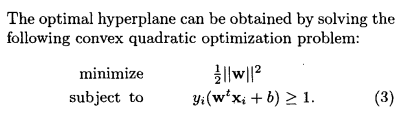 The optimal hyperplane can be obtained by solving the
following convex quadratic optimization problem:
minimize ½||w||²
subject to yᵢ(wᵗxᵢ + b) ≥ 1. (3)